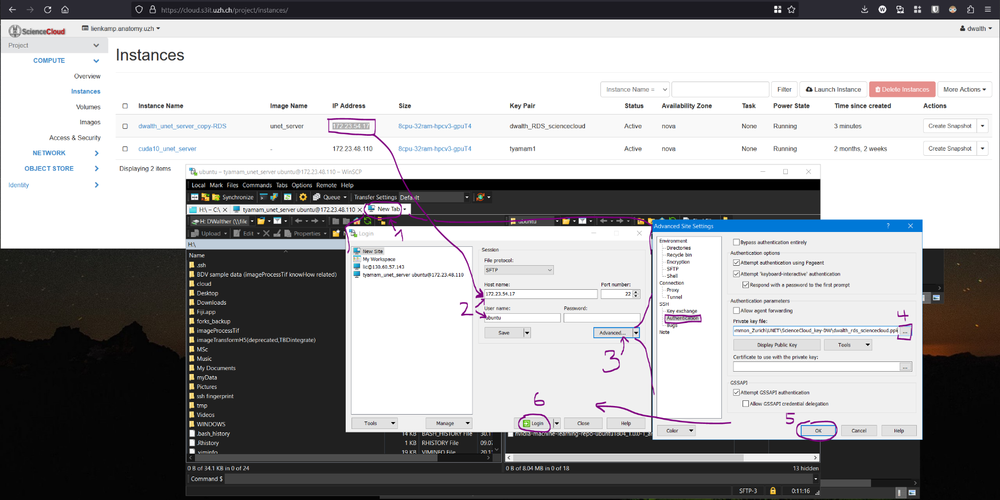 https://cloud.s3it.uzh.ch/project/instances/
ScienceCloud
lienkamp.anatomy.uzh
dwalth
Project
COMPUTE
Overview
Instances
Volumes
Images
Access & Security
NETWORK
OBJECT STORE
Identity
Instances
Instance Name =
Filter
Launch Instance
Delete Instances
More Actions
Instance Name Image Name IP Address Size Key Pair Status Availability Zone Task Power State Time since created Actions
dwalth_unet_server_copy-RDS unet_server 172.23.54.17 8cpu-32ram-hpcv3-gpuT4 dwalth_RDS_sciencecloud Active nova None Running 3 minutes Create Snapshot
cuda10_unet_server - 172.23.48.110 8cpu-32ram-hpcv3-gpuT4 tyamam1 Active nova None Running 2 months, 2 weeks Create Snapshot
Displaying 2 items
ubuntu – tyamam_unet_server ubuntu@172.23.48.110 – WinSCP
Local Mark Files Commands Tabs Options Remote Help
Synchronize Queue Transfer Settings Default
H:\ – C:\ × tyamam_unet_server ubuntu@172.23.48.110 × New Tab
1
H: DWalther (\\file
ubuntu
Upload Edit Properties
H:\
Name
.ssh
BDV sample data (imageProcessTif knowHow related)
cloud
Desktop
Downloads
Fiji.app
forks_backup
imageProcessTif
imageTransformH5(deprecated,TBDintegrate)
MSc
Music
My Documents
myData
Pictures
ssh fingerprint
tmp
Videos
WINDOWS
.bash_history 14 KB BASH_HISTORY File 30.1
.Rhistory 1 KB RHISTORY File 09.07
.viminfo 19 KB VIMINFO File 20.1
0 B of 34.1 KB in 0 of 24
Login
New Site
My Workspace
lic@130.60.57.143
tyamam_unet_server ubuntu@172.23.48.110
Session
File protocol:
SFTP
Host name: Port number:
172.23.54.17 22
2
User name: Password:
ubuntu
Save Advanced...
3
6
Tools Manage Login Close Help
Advanced Site Settings ?
Environment
Directories
Recycle bin
Encryption
SFTP
Shell
Connection
Proxy
Tunnel
SSH
Key exchange
Authentication
Bugs
Note
Bypass authentication entirely
Authentication options
Attempt authentication using Pageant
Attempt 'keyboard-interactive' authentication
Respond with a password to the first prompt
Authentication parameters
Allow agent forwarding
4
Private key file:
ommon_Zurich\UNET\ScienceCloud_key-DW\dwalth_rds_sciencecloud.ppk ...
Display Public Key Tools
Certificate to use with the private key:
...
GSSAPI
Attempt GSSAPI authentication
Allow GSSAPI credential delegation
5
Color OK Cancel Help
nvidia-machine-learning-repo-ubuntu1804_1.0.0-1_a
0 B of 8.04 MB in 0 of 18 13 hidden
Command $
SFTP-3 0:11:16